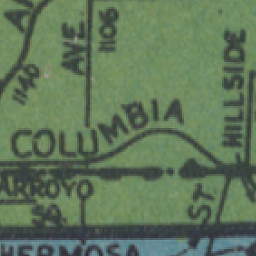 AVE
1106
1140
HILLSIDE
COLUMBIA
ARROYO
SQ.
ST
HERMOSA